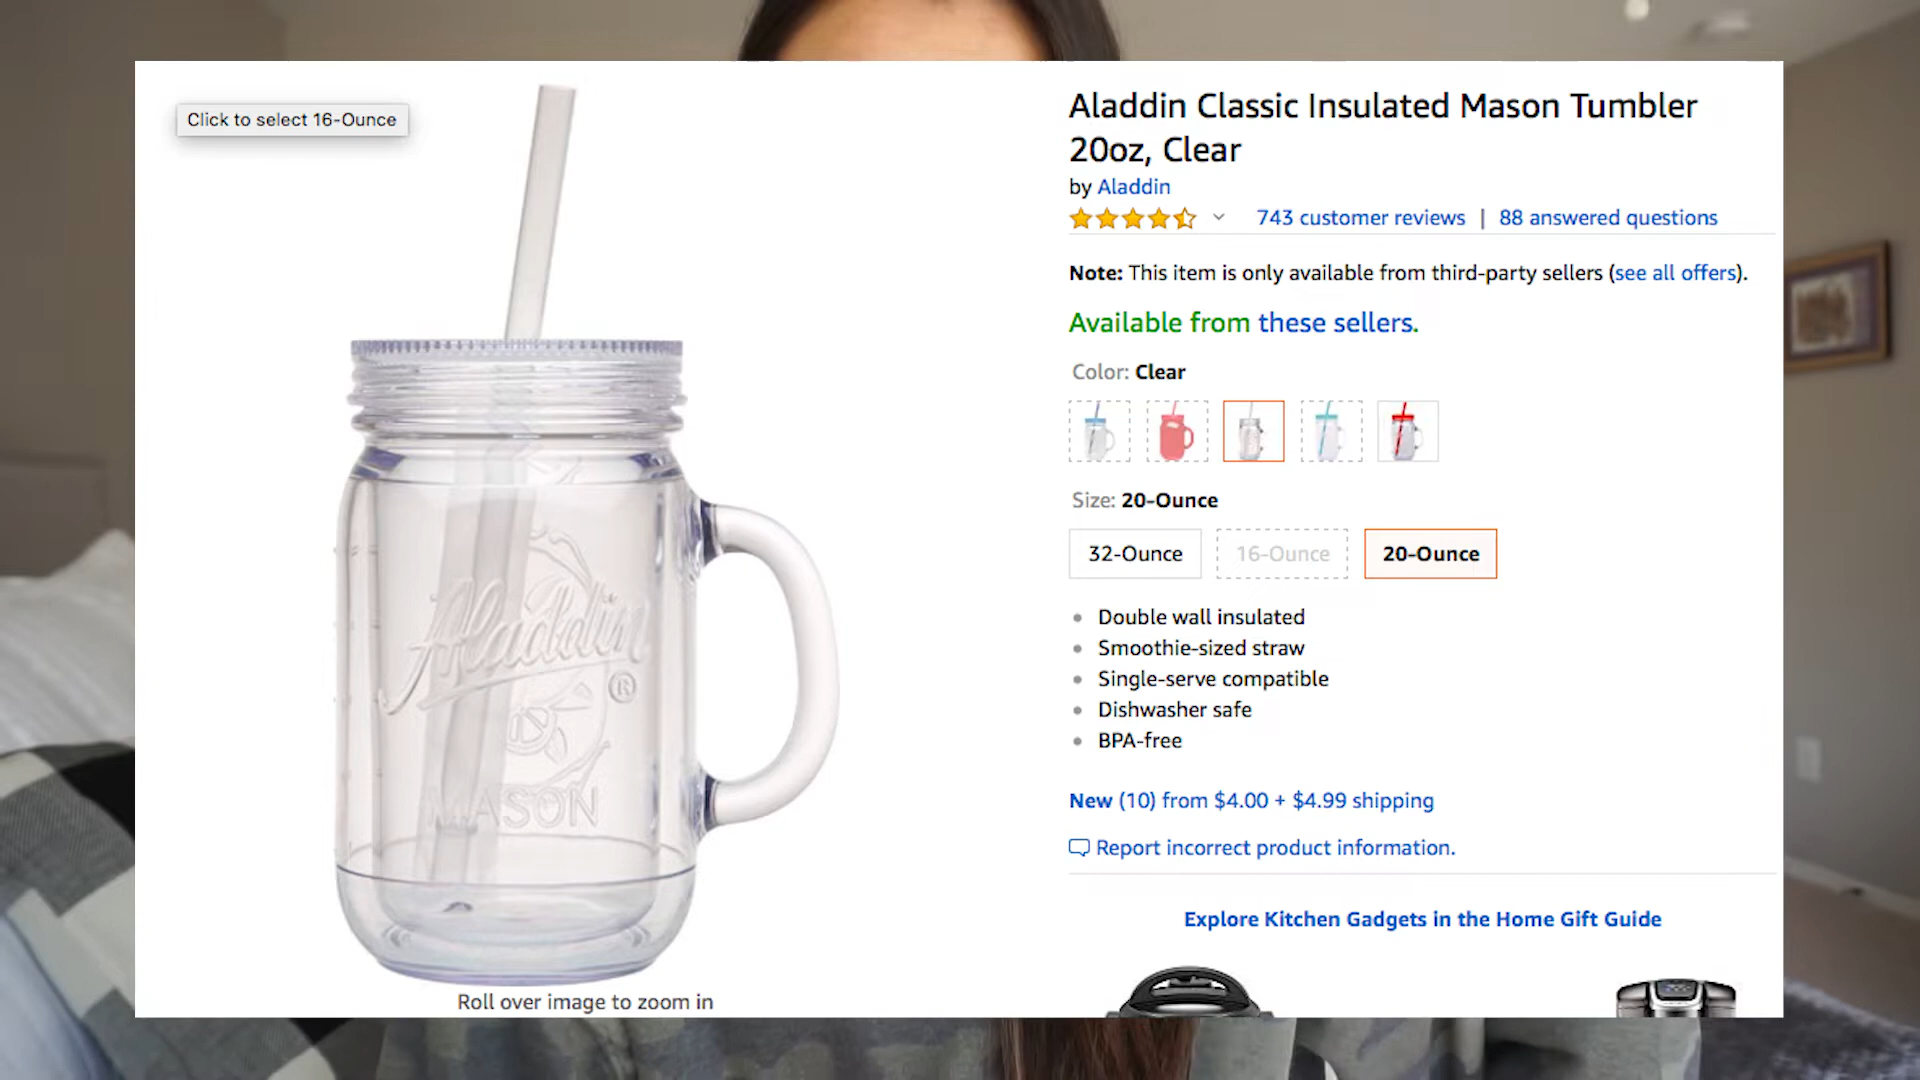 Click to select 16-Ounce
Aladdin Classic Insulated Mason Tumbler
20oz, Clear
by Aladdin
743 customer reviews | 88 answered questions
Note: This item is only available from third-party sellers (see all offers).
Available from these sellers.
Color: Clear
Size: 20-Ounce
32-Ounce 16-Ounce 20-Ounce
Double wall insulated
Smoothie-sized straw
Single-serve compatible
Dishwasher safe
BPA-free
New (10) from $4.00 + $4.99 shipping
Report incorrect product information.
Explore Kitchen Gadgets in the Home Gift Guide
Aladdin®
MASON
Roll over image to zoom in